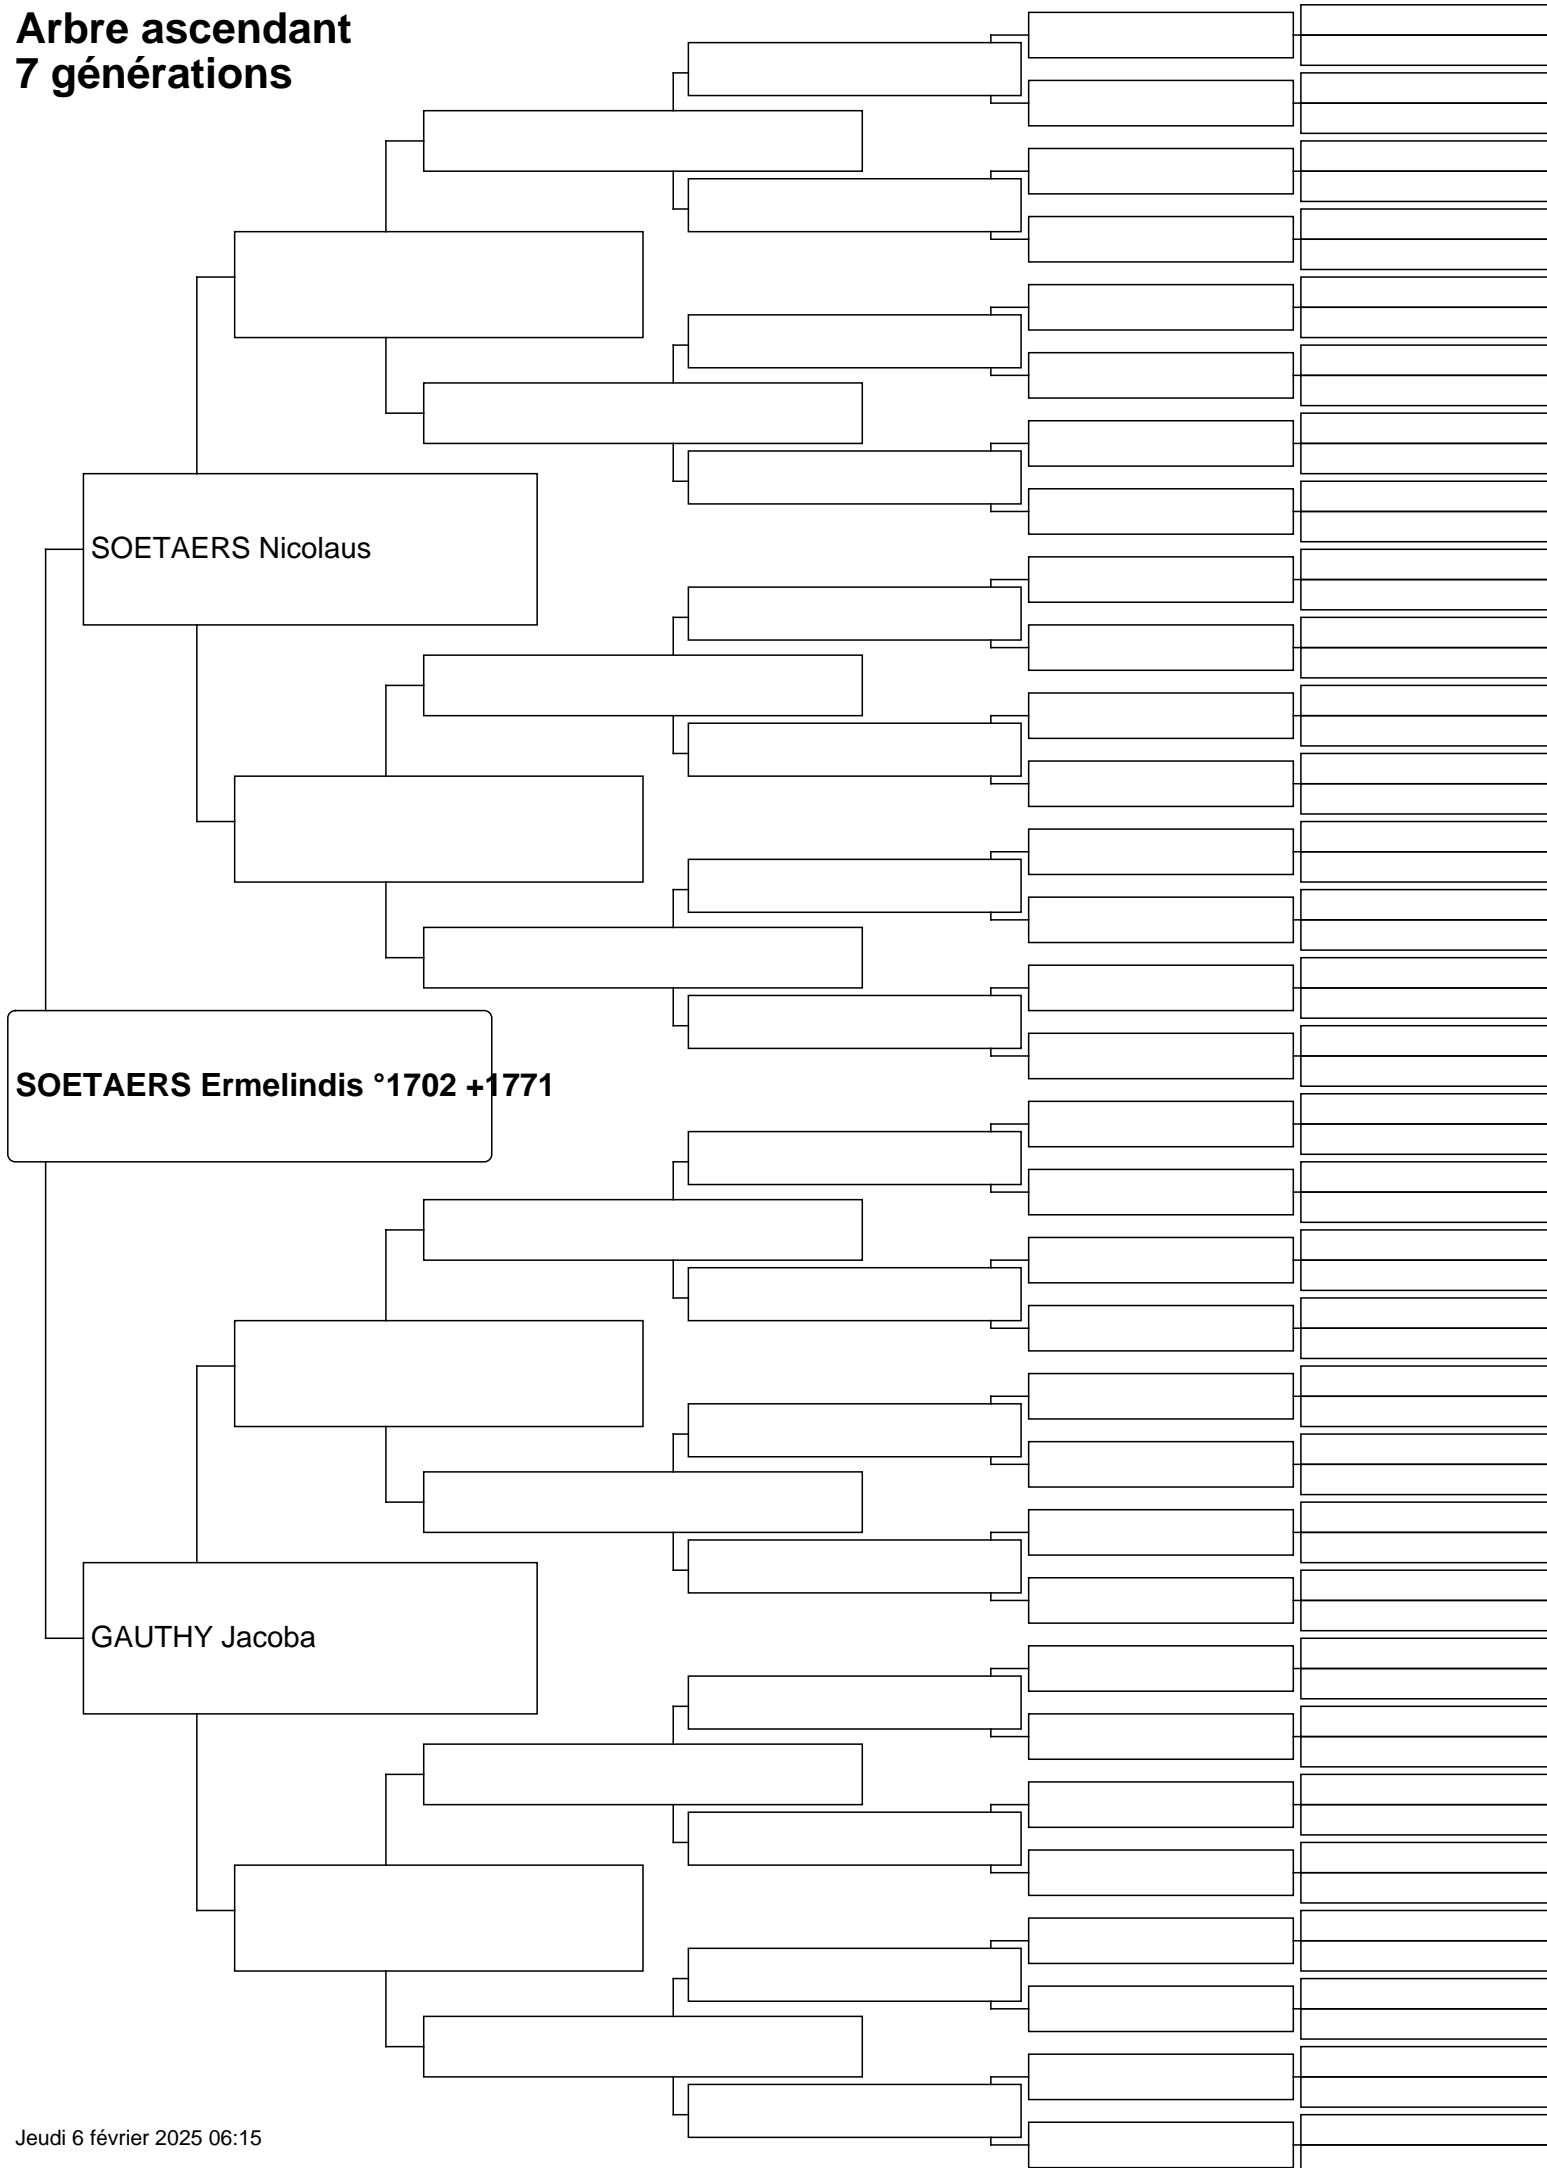 Arbre ascendant
7 générations
SOETAERS Nicolaus
SOETAERS Ermelindis °1702 +1771
GAUTHY Jacoba
Jeudi 6 février 2025 06:15